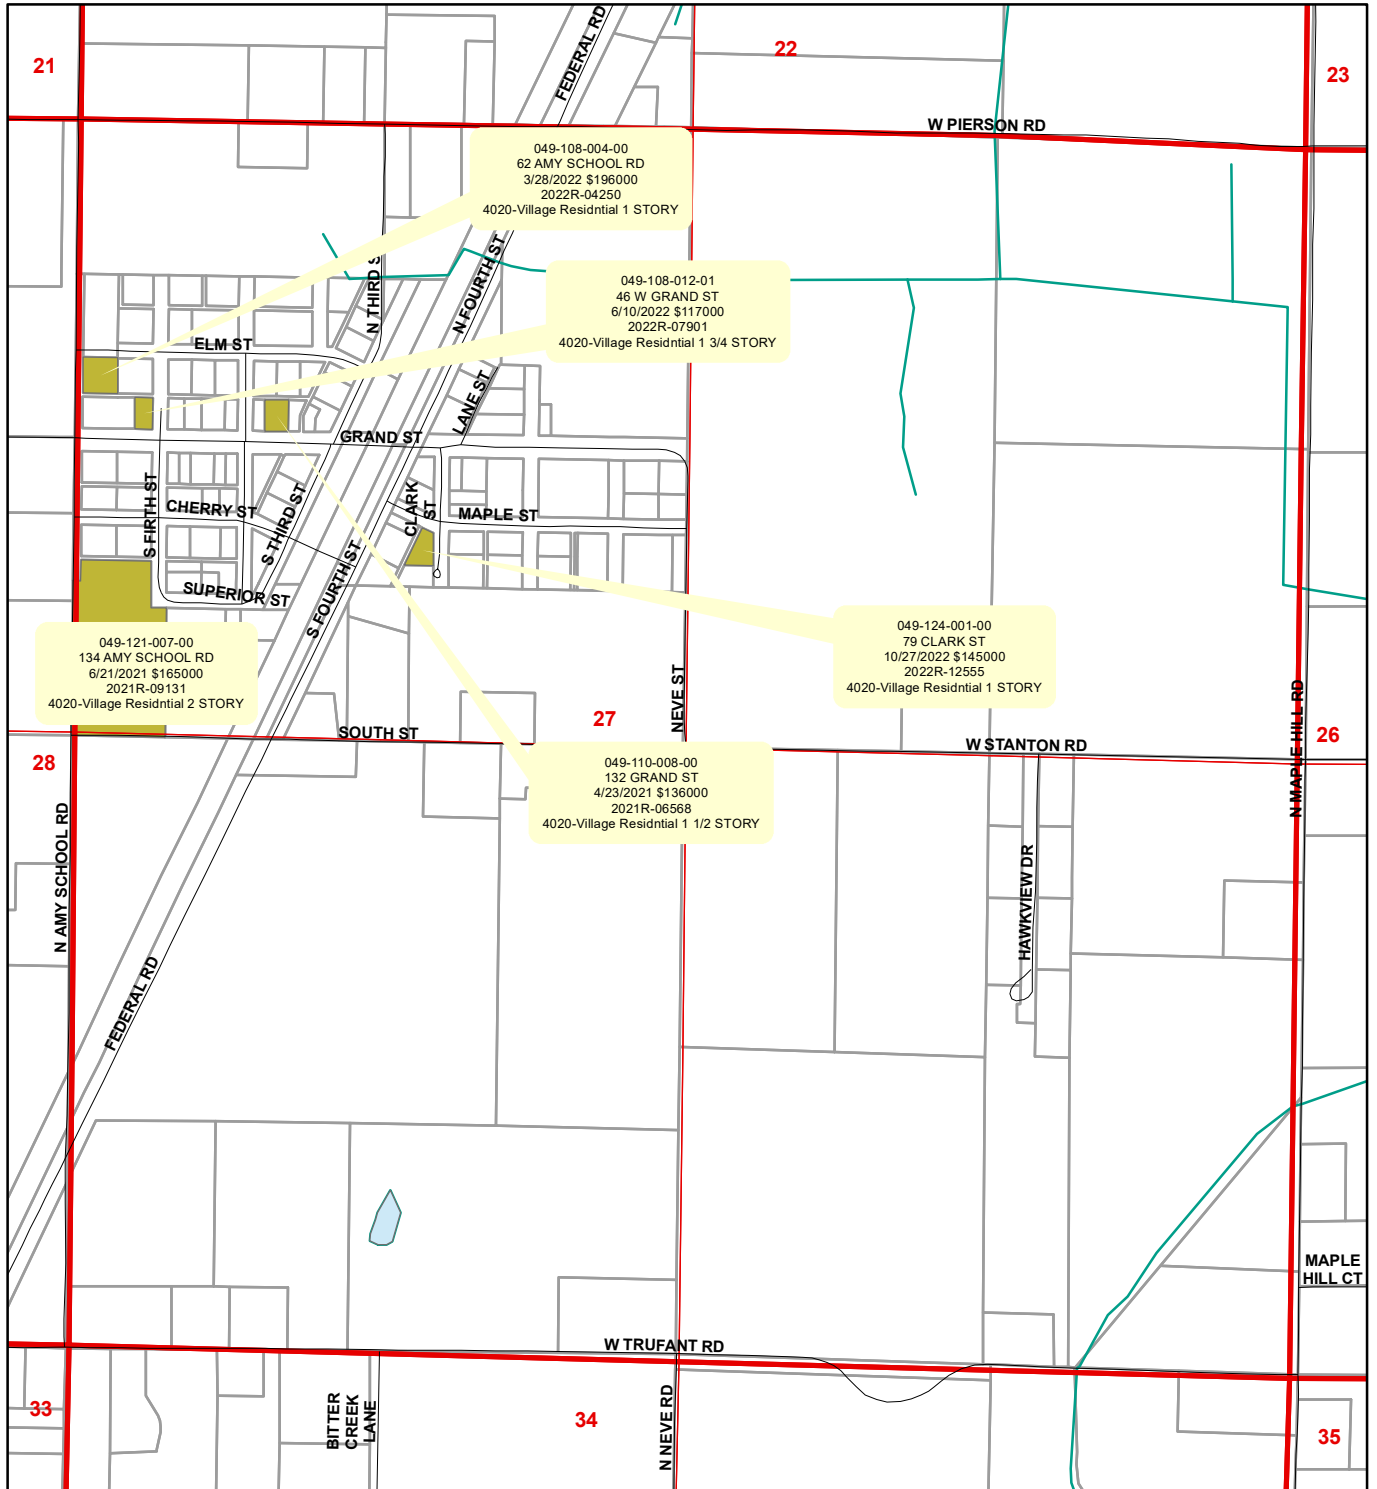 FEDERAL RD
21
22
23
W PIERSON RD
049-108-004-00
62 AMY SCHOOL RD
3/28/2022 $196000
2022R-04250
4020-Village Residntial 1 STORY
N THIRD S
N FOURTH ST
049-108-012-01
46 W GRAND ST
6/10/2022 $117000
2022R-07901
4020-Village Residntial 1 3/4 STORY
ELM ST
LANE ST
GRAND ST
S FIRTH ST
CHERRY ST
S THIRD ST
CLARK
ST
MAPLE ST
S FOURTH ST
SUPERIOR ST
049-121-007-00
134 AMY SCHOOL RD
6/21/2021 $165000
2021R-09131
4020-Village Residntial 2 STORY
049-124-001-00
79 CLARK ST
10/27/2022 $145000
2022R-12555
4020-Village Residntial 1 STORY
NEVE ST
N MAPLE HILL RD
27
26
28
SOUTH ST
W STANTON RD
049-110-008-00
132 GRAND ST
4/23/2021 $136000
2021R-06568
4020-Village Residntial 1 1/2 STORY
N AMY SCHOOL RD
HAWKVIEW DR
FEDERAL RD
MAPLE
HILL CT
W TRUFANT RD
33
BITTER
CREEK
LANE
34
N NEVE RD
35